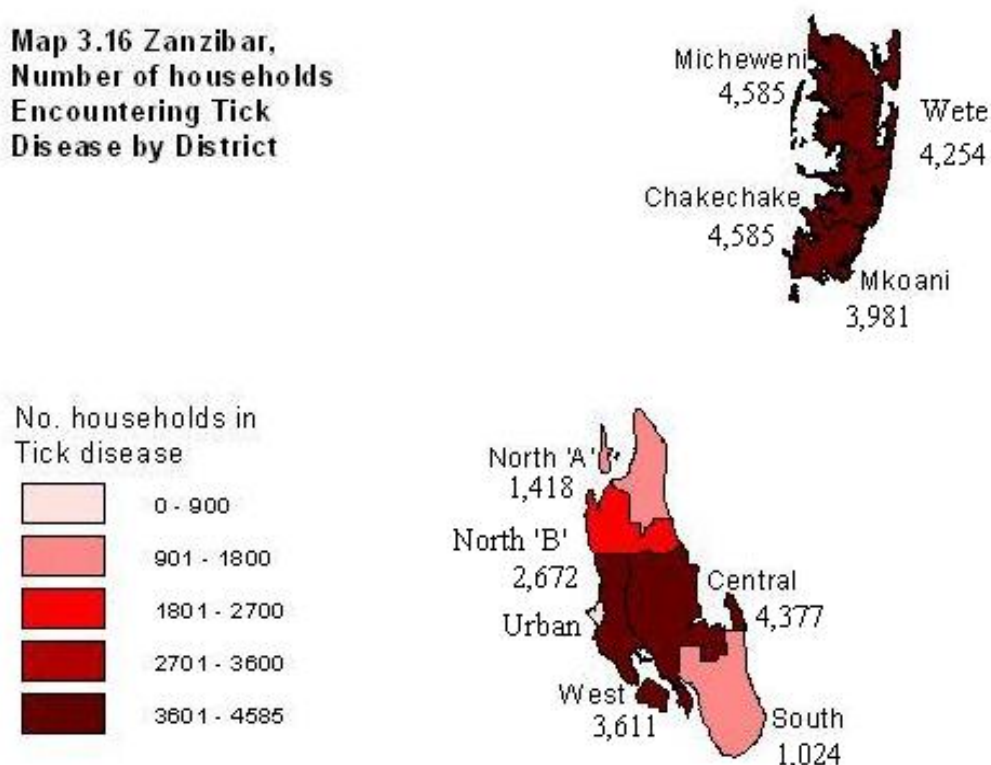 Map 3.16 Zanzibar,
Number of households
Encountering Tick
Disease by District
Micheweni
4,585
Wete
4,254
Chakechake
4,585
Mkoani
3,981
No. households in
Tick disease
0 - 900
901 - 1800
1801 - 2700
2701 - 3600
3601 - 4585
North 'A'
1,418
North 'B'
2,672
Central
4,377
Urban
West
3,611
South
1,024